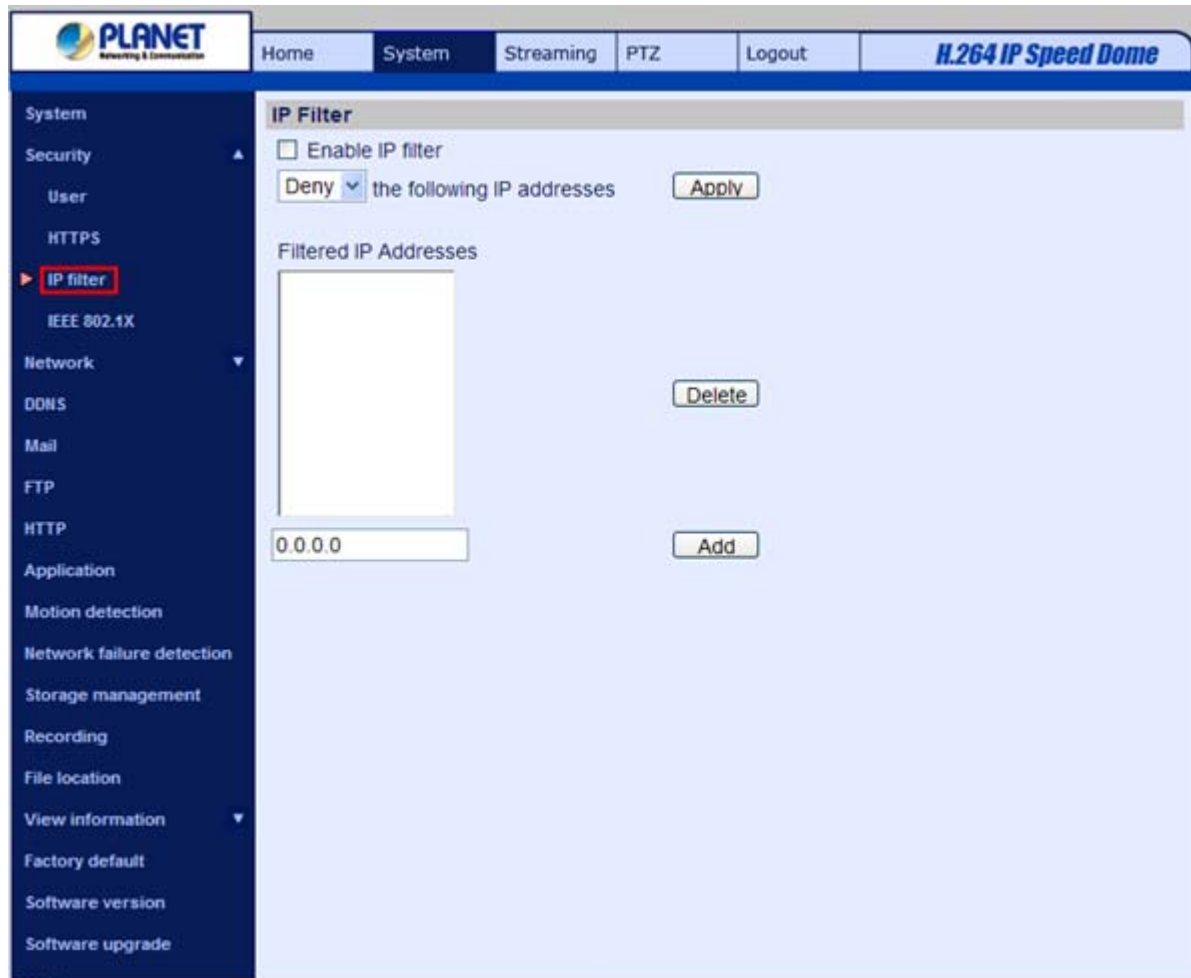 PLANET
Networking & Communication
Home System Streaming PTZ Logout H.264 IP Speed Dome
System
Security
User
HTTPS
IP filter
IEEE 802.1X
Network
DDNS
Mail
FTP
HTTP
Application
Motion detection
Network failure detection
Storage management
Recording
File location
View information
Factory default
Software version
Software upgrade
IP Filter
Enable IP filter
Deny the following IP addresses Apply
Filtered IP Addresses
Delete
0.0.0.0 Add